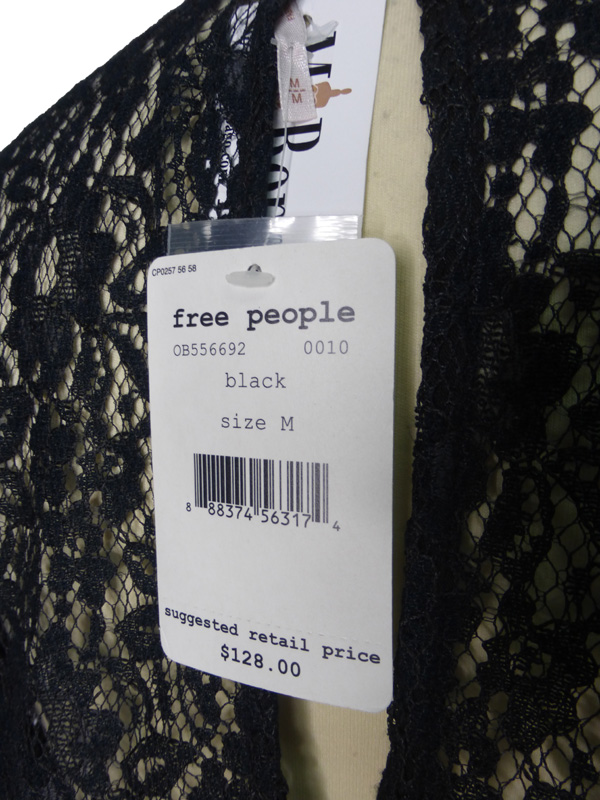 M
M
CP0257 56 58
free people
OB556692 0010
black
size M
8 88374 56317 4
suggested retail price
$128.00